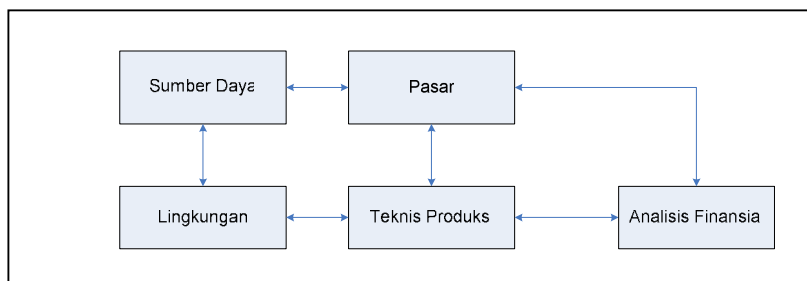 Sumber Daya
Pasar
Lingkungan
Teknis Produks
Analisis Finansia